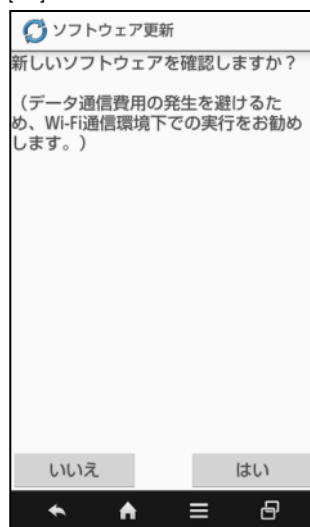 ソフトウェア更新
新しいソフトウェアを確認しますか？
（データ通信費用の発生を避けるた
め、Wi-Fi通信環境下での実行をお勧め
します。）
いいえ
はい